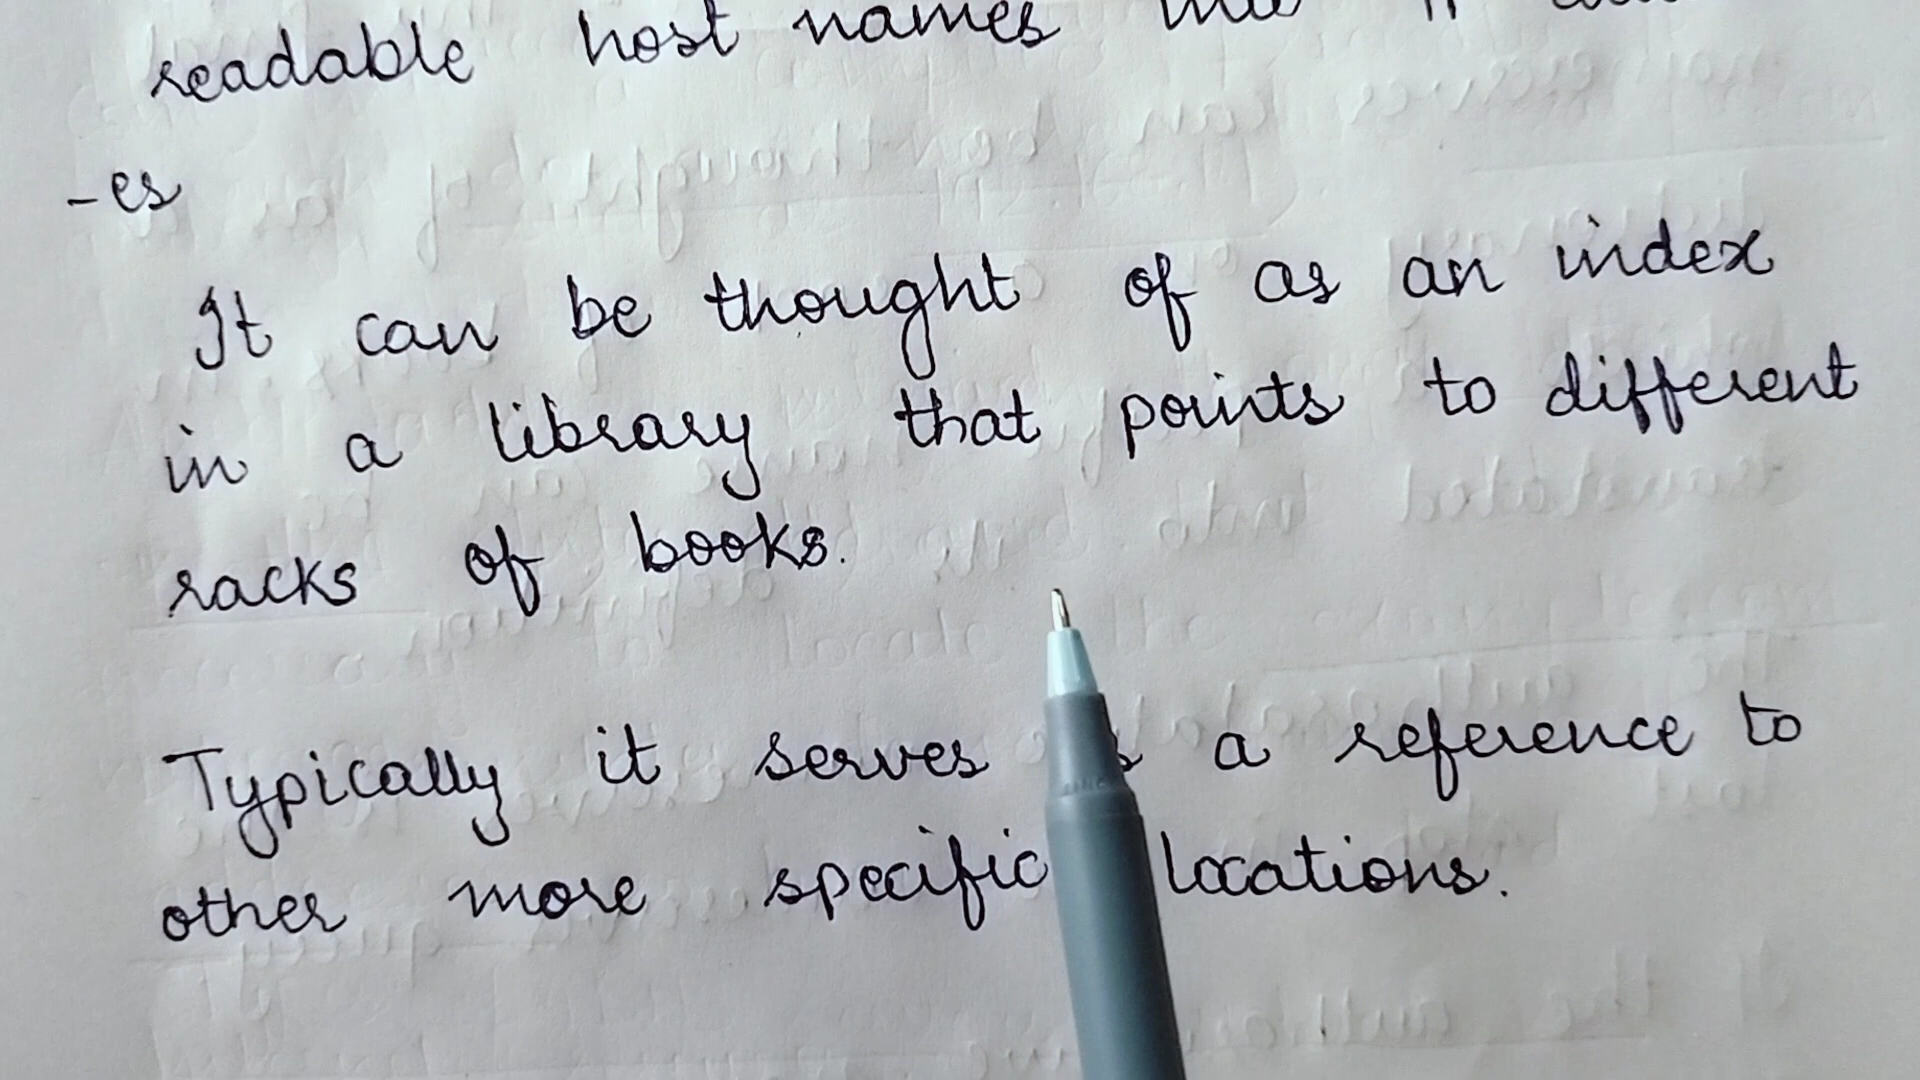 readable host names
-es
It can be thought of as an index
in a library that points to different
racks of books.
Typically it serves a reference to
other more specific locations.